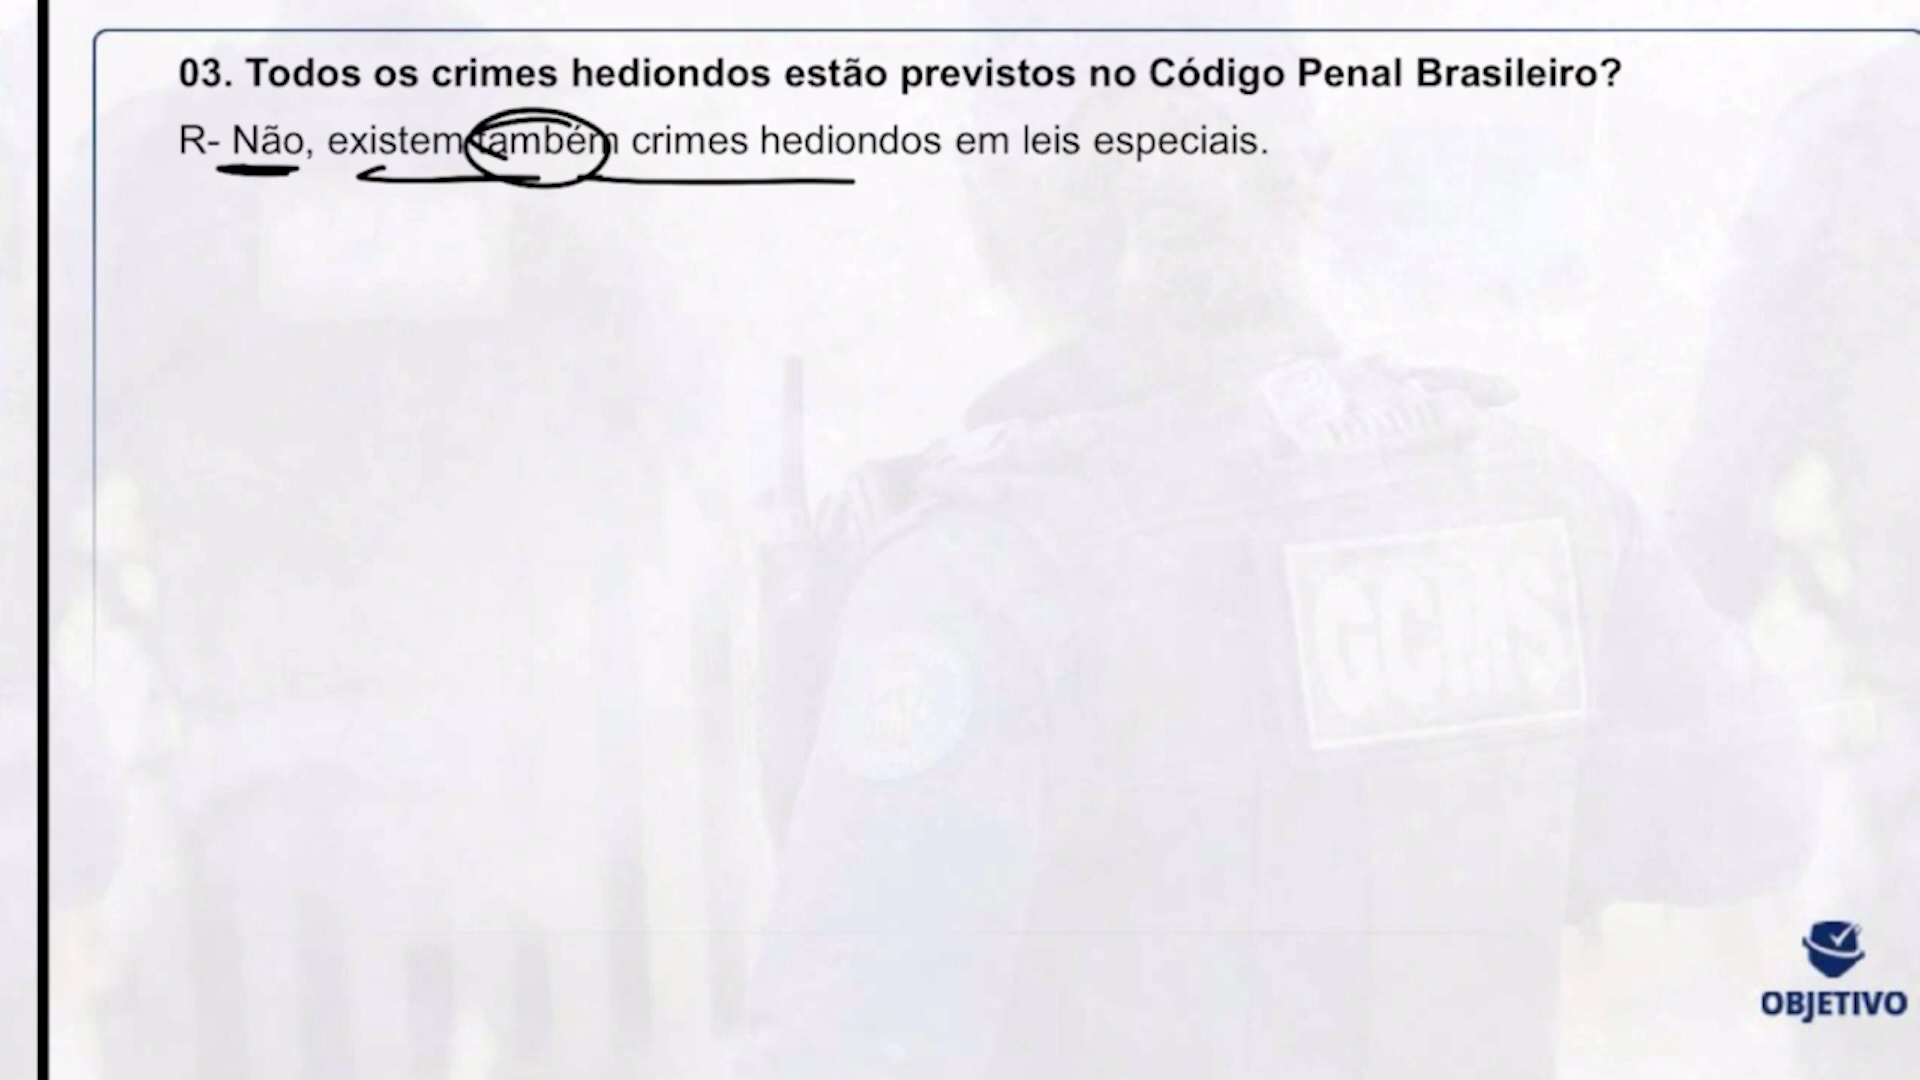 03. Todos os crimes hediondos estão previstos no Código Penal Brasileiro?
R- Não, existem também crimes hediondos em leis especiais.
OBJETIVO